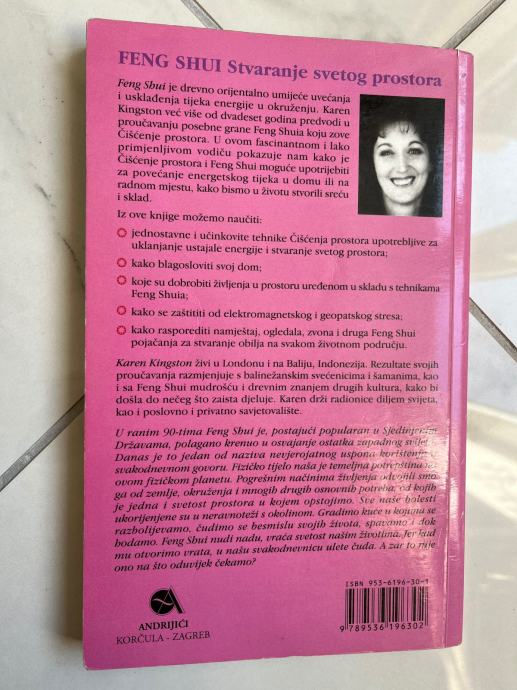 FENG SHUI Stvaranje svetog prostora
Feng Shui je drevno orijentalno umijeće uvećanja
i usklađenja tijeka energije u okruženju. Karen
Kingston već više od dvadeset godina predvodi u
proučavanju posebne grane Feng Shuia koju zove
Čišćenje prostora. U ovom fascinantnom i lako
primjenljivom vodiču pokazuje nam kako je
Čišćenje prostora i Feng Shui moguće upotrijebiti
za povećanje energetskog tijeka u domu ili na
radnom mjestu, kako bismo u životu stvorili sreću
i sklad.
Iz ove knjige možemo naučiti:
jednostavne i učinkovite tehnike Čišćenja prostora upotrebljive za
uklanjanje ustajale energije i stvaranje svetog prostora;
kako blagosloviti svoj dom;
koje su dobrobiti življenja u prostoru uređenom u skladu s tehnikama
Feng Shuia;
kako se zaštititi od elektromagnetskog i geopatskog stresa;
kako rasporediti namještaj, ogledala, zvona i druga Feng Shui
pojačanja za stvaranje obilja na svakom životnom području.
Karen Kingston živi u Londonu i na Baliju, Indonezija. Rezultate svojih
proučavanja razmjenjuje s balinežanskim svećenicima i šamanima, kao
i sa Feng Shui mudrošću i drevnim znanjem drugih kultura, kako bi
došla do nečeg što zaista djeluje. Karen drži radionice diljem svijeta,
kao i poslovno i privatno savjetovalište.
U ranim 90-tima Feng Shui je, postajući popularan u Sjedinjenim
Državama, polagano krenuo u osvajanje ostatka zapadnog svijeta.
Danas je to jedan od naziva nevjerojatnog uspona korištenja u
svakodnevnom govoru. Fizičko tijelo naša je temeljna potrepština na
ovom fizičkom planetu. Pogrešnim načinima življenja odvojili smo
ga od zemlje, okruženja i mnogih drugih osnovnih potreba, od kojih
je jedna i svetost prostora u kojem opstojimo. Sve naše bolesti
ukorijenjene su u neravnoteži s okolinom. Gradimo kuće u kojima se
razbolijevamo, čudimo se besmislu svojih života, spavamo i dok
hodamo. Feng Shui nudi nadu, vraća svetost našim životima. Jer kad
mu otvorimo vrata, u našu svakodnevnicu ulete čuda. A zar to nije
ono na što oduvijek čekamo?
ISBN 953-6196-30-1
9 789536 196302
ANDRIJIĆI
KORČULA - ZAGREB